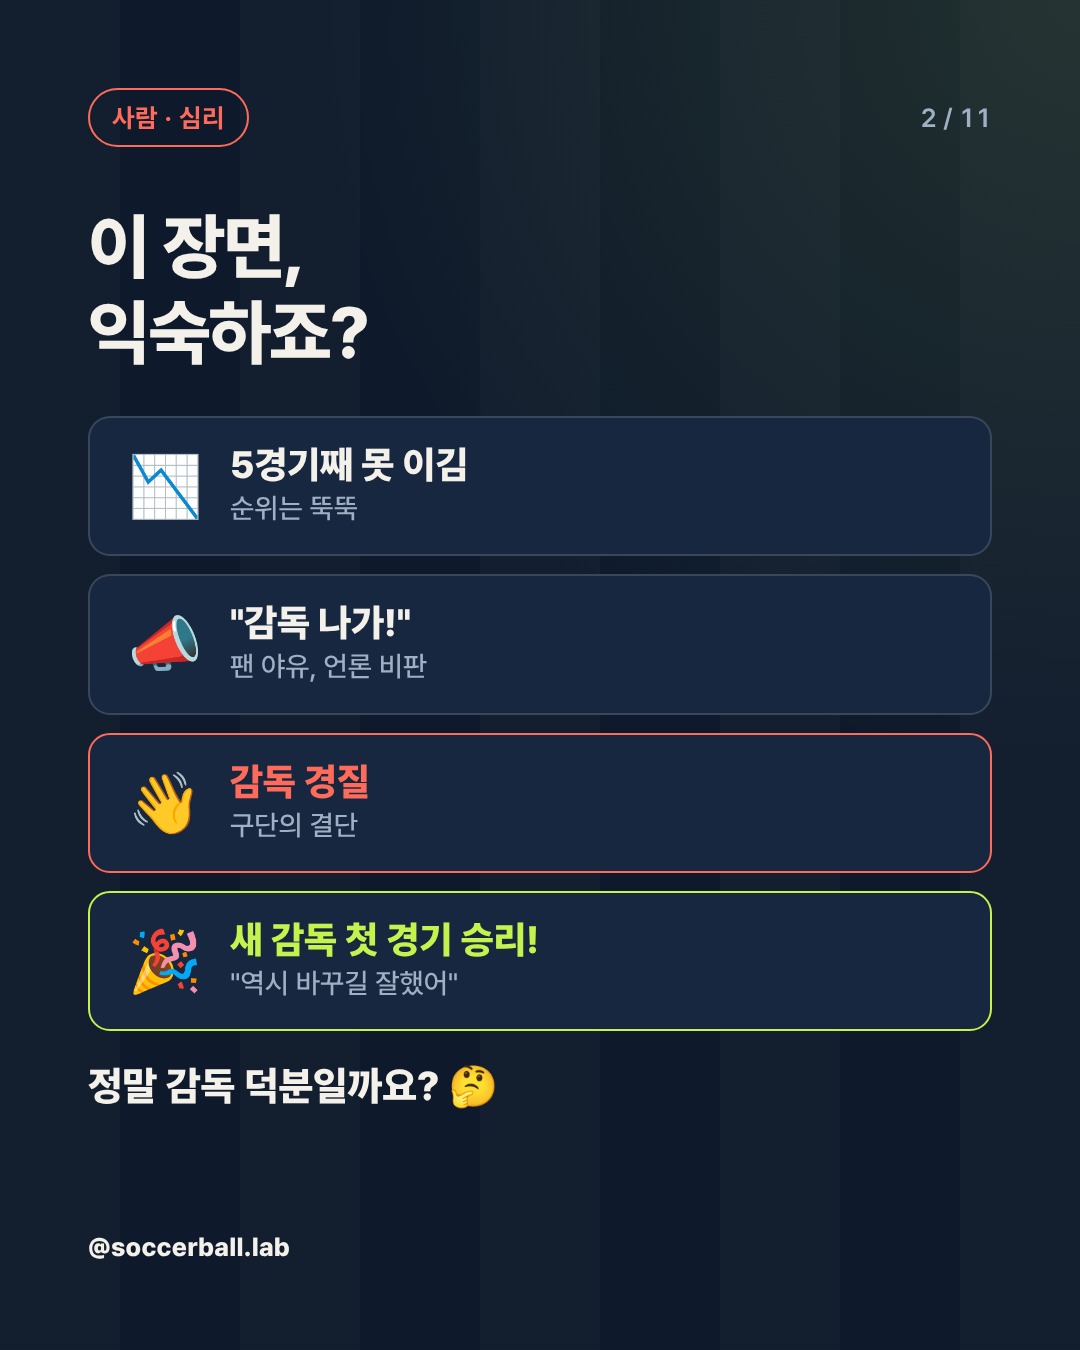 사람 · 심리
2 / 11
이 장면,
익숙하죠?
5경기째 못 이김
순위는 뚝뚝
"감독 나가!"
팬 야유, 언론 비판
감독 경질
구단의 결단
새 감독 첫 경기 승리!
"역시 바꾸길 잘했어"
정말 감독 덕분일까요? 🤔
@soccerball.lab